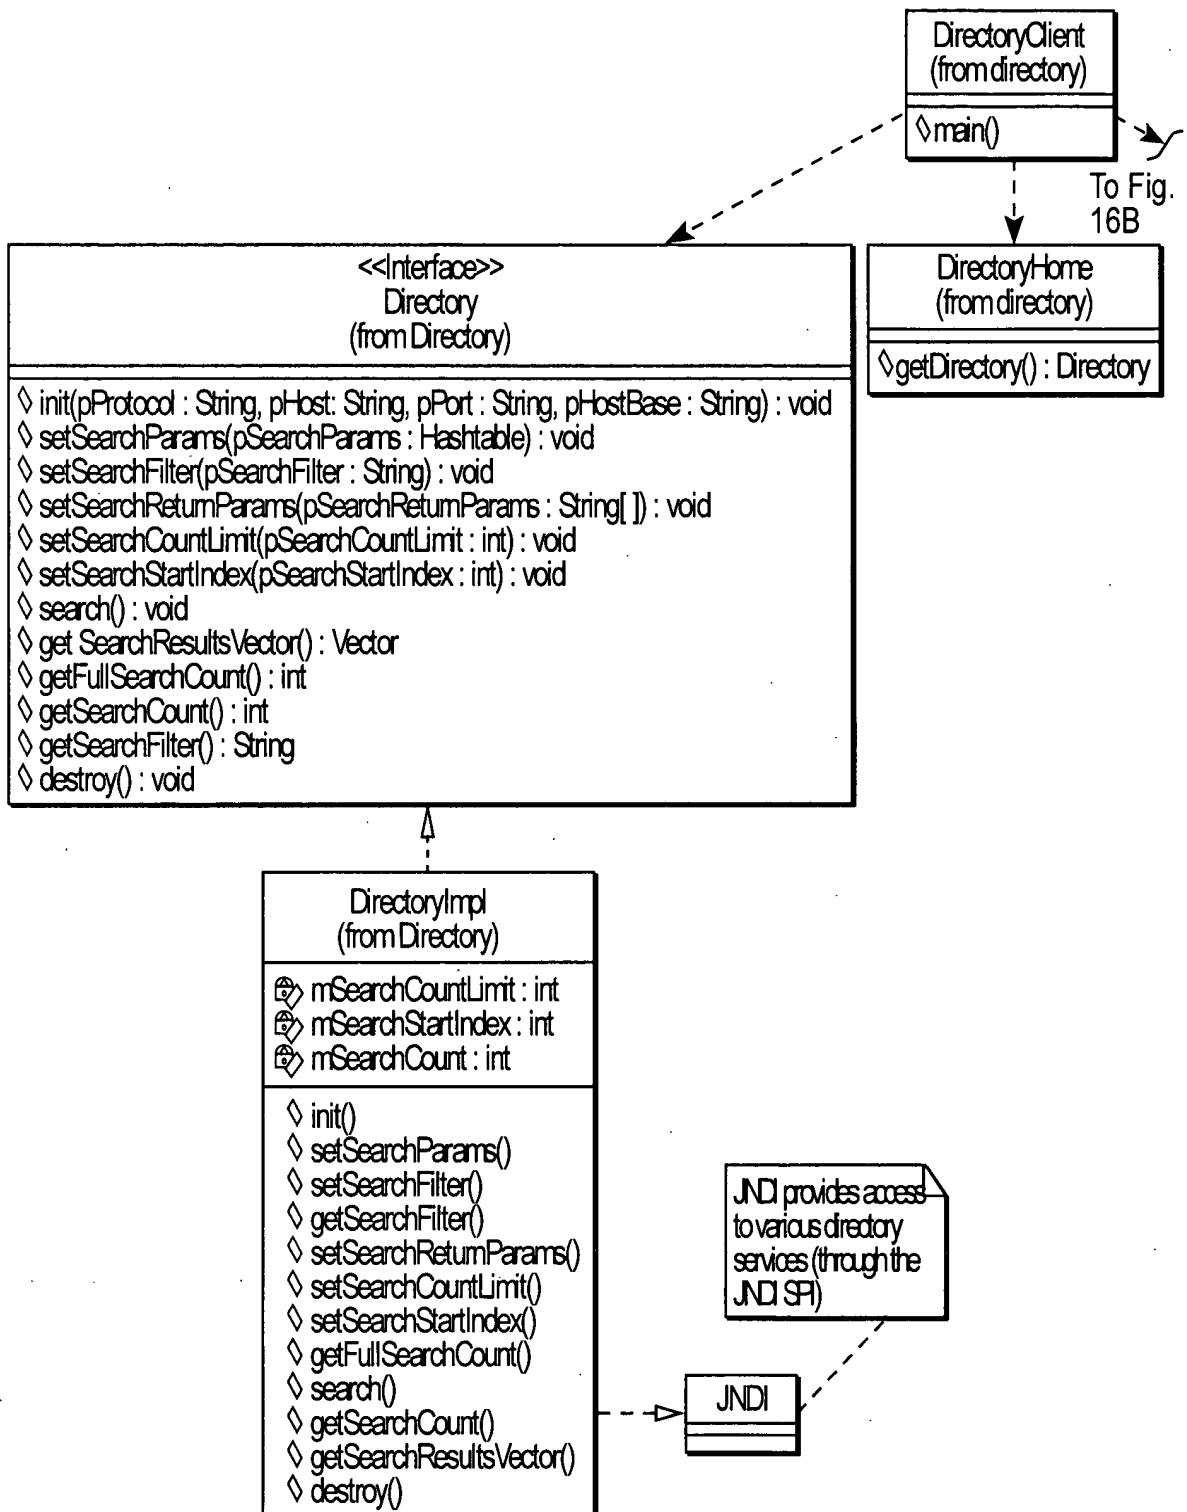 DirectoryClient
(from directory)
main()
To Fig.
16B
<<Interface>>
Directory
(from Directory)
init(pProtocol : String, pHost: String, pPort : String, pHostBase : String) : void
setSearchParams(pSearchParams : Hashtable) : void
setSearchFilter(pSearchFilter : String) : void
setSearchReturnParams(pSearchReturnParams : String[ ]) : void
setSearchCountLimit(pSearchCountLimit : int) : void
setSearchStartIndex(pSearchStartIndex : int) : void
search() : void
get SearchResultsVector() : Vector
getFullSearchCount() : int
getSearchCount() : int
getSearchFilter() : String
destroy() : void
DirectoryHome
(from directory)
getDirectory() : Directory
DirectoryImpl
(from Directory)
mSearchCountLimit : int
mSearchStartIndex : int
mSearchCount : int
init()
setSearchParams()
setSearchFilter()
getSearchFilter()
setSearchReturnParams()
setSearchCountLimit()
setSearchStartIndex()
getFullSearchCount()
search()
getSearchCount()
getSearchResultsVector()
destroy()
JNDI provides access
to various directory
services (through the
JNDI SPI)
JNDI